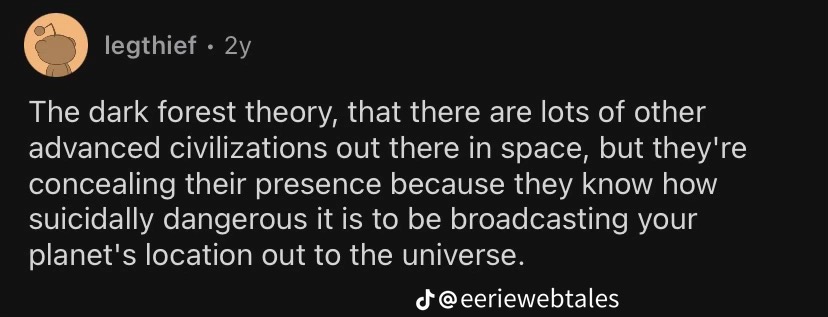 legthief • 2y
The dark forest theory, that there are lots of other
advanced civilizations out there in space, but they're
concealing their presence because they know how
suicidally dangerous it is to be broadcasting your
planet's location out to the universe.
@eeriewebtales